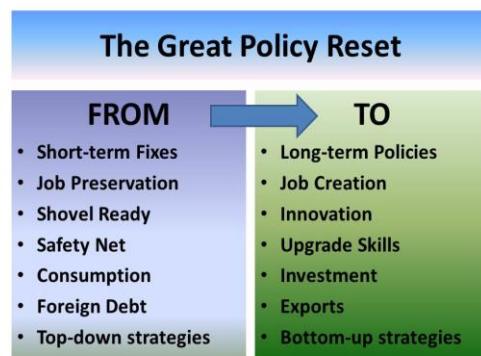 The Great Policy Reset
FROM
• Short-term Fixes
• Job Preservation
• Shovel Ready
• Safety Net
• Consumption
• Foreign Debt
• Top-down strategies
TO
• Long-term Policies
• Job Creation
• Innovation
• Upgrade Skills
• Investment
• Exports
• Bottom-up strategies